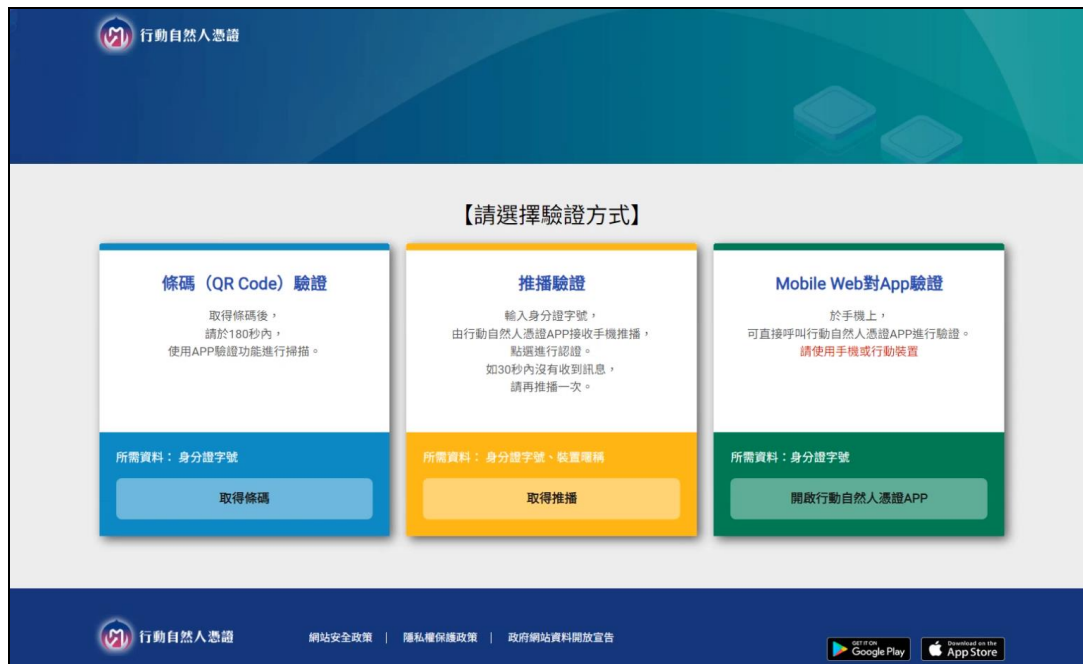 行動自然人憑證
【請選擇驗證方式】
條碼（QR Code）驗證
取得條碼後，
請於180秒內，
使用APP驗證功能進行掃描。
所需資料： 身分證字號
取得條碼
推播驗證
輸入身分證字號，
由行動自然人憑證APP接收手機推播，
點選進行認證。
如30秒內沒有收到訊息，
請再推播一次。
所需資料： 身分證字號、裝置暱稱
取得推播
Mobile Web對App驗證
於手機上，
可直接呼叫行動自然人憑證APP進行驗證。
請使用手機或行動裝置
所需資料：身分證字號
開啟行動自然人憑證APP
行動自然人憑證
網站安全政策 | 隱私權保護政策 | 政府網站資料開放宣告
GET IT ON
Google Play
Download on the
App Store